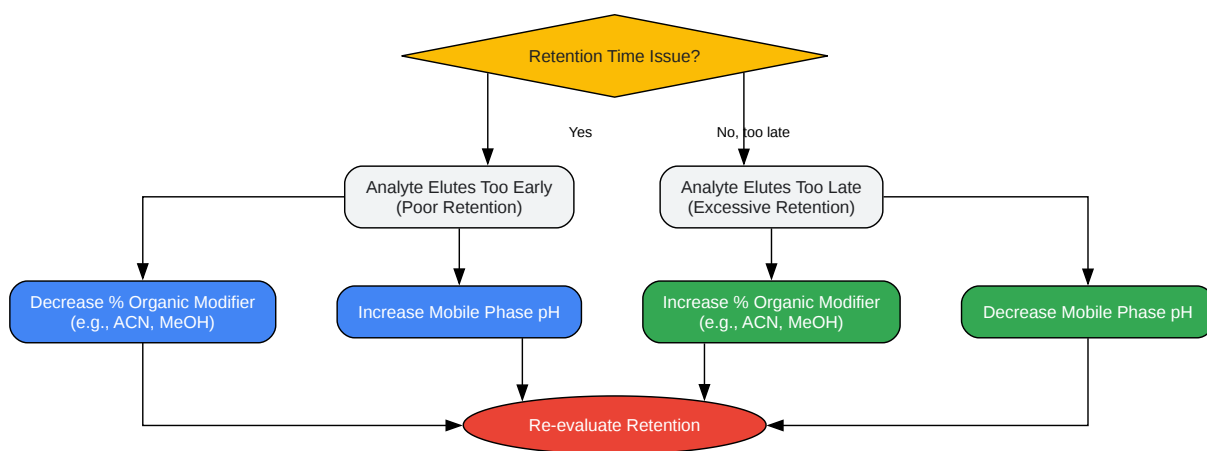 Retention Time Issue?
Yes
No, too late
Analyte Elutes Too Early
(Poor Retention)
Analyte Elutes Too Late
(Excessive Retention)
Decrease % Organic Modifier
(e.g., ACN, MeOH)
Increase Mobile Phase pH
Increase % Organic Modifier
(e.g., ACN, MeOH)
Decrease Mobile Phase pH
Re-evaluate Retention